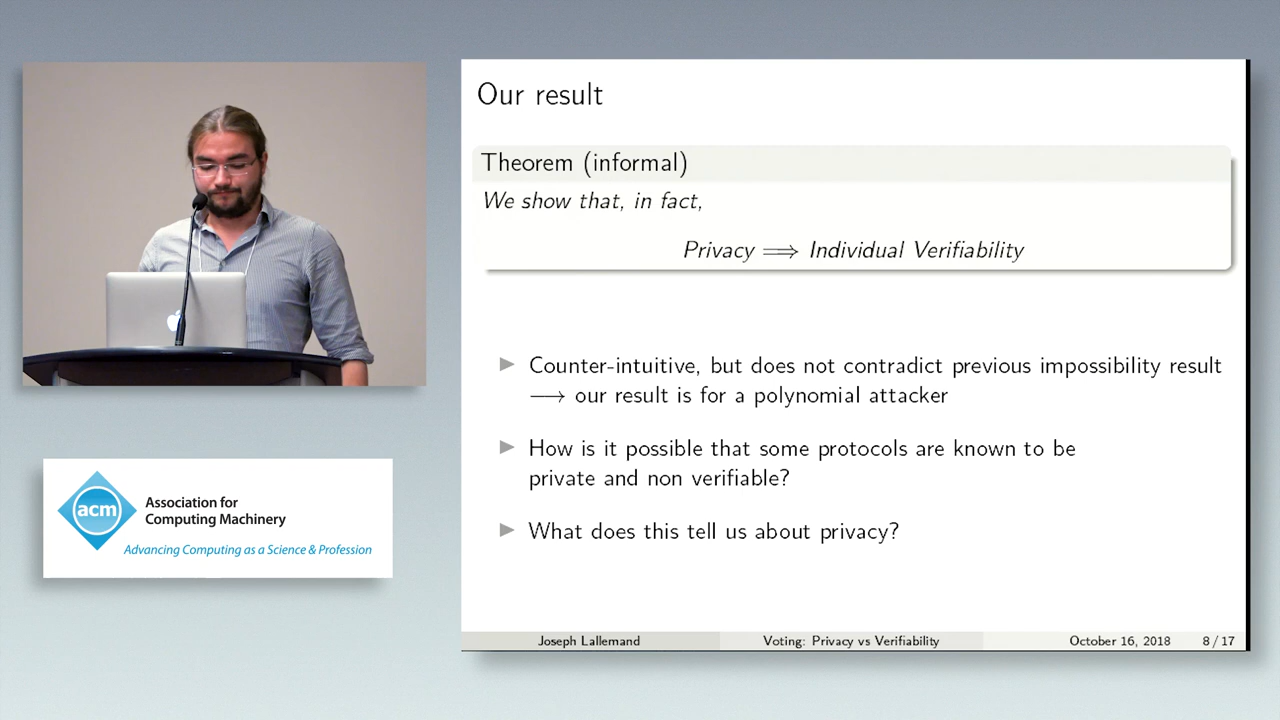 Our result
Theorem (informal)
We show that, in fact,
Privacy ⟹ Individual Verifiability
▶ Counter-intuitive, but does not contradict previous impossibility result
⟶ our result is for a polynomial attacker
▶ How is it possible that some protocols are known to be
private and non verifiable?
▶ What does this tell us about privacy?
Joseph Lallemand Voting: Privacy vs Verifiability October 16, 2018 8 / 17
acm
Association for
Computing Machinery
Advancing Computing as a Science & Profession